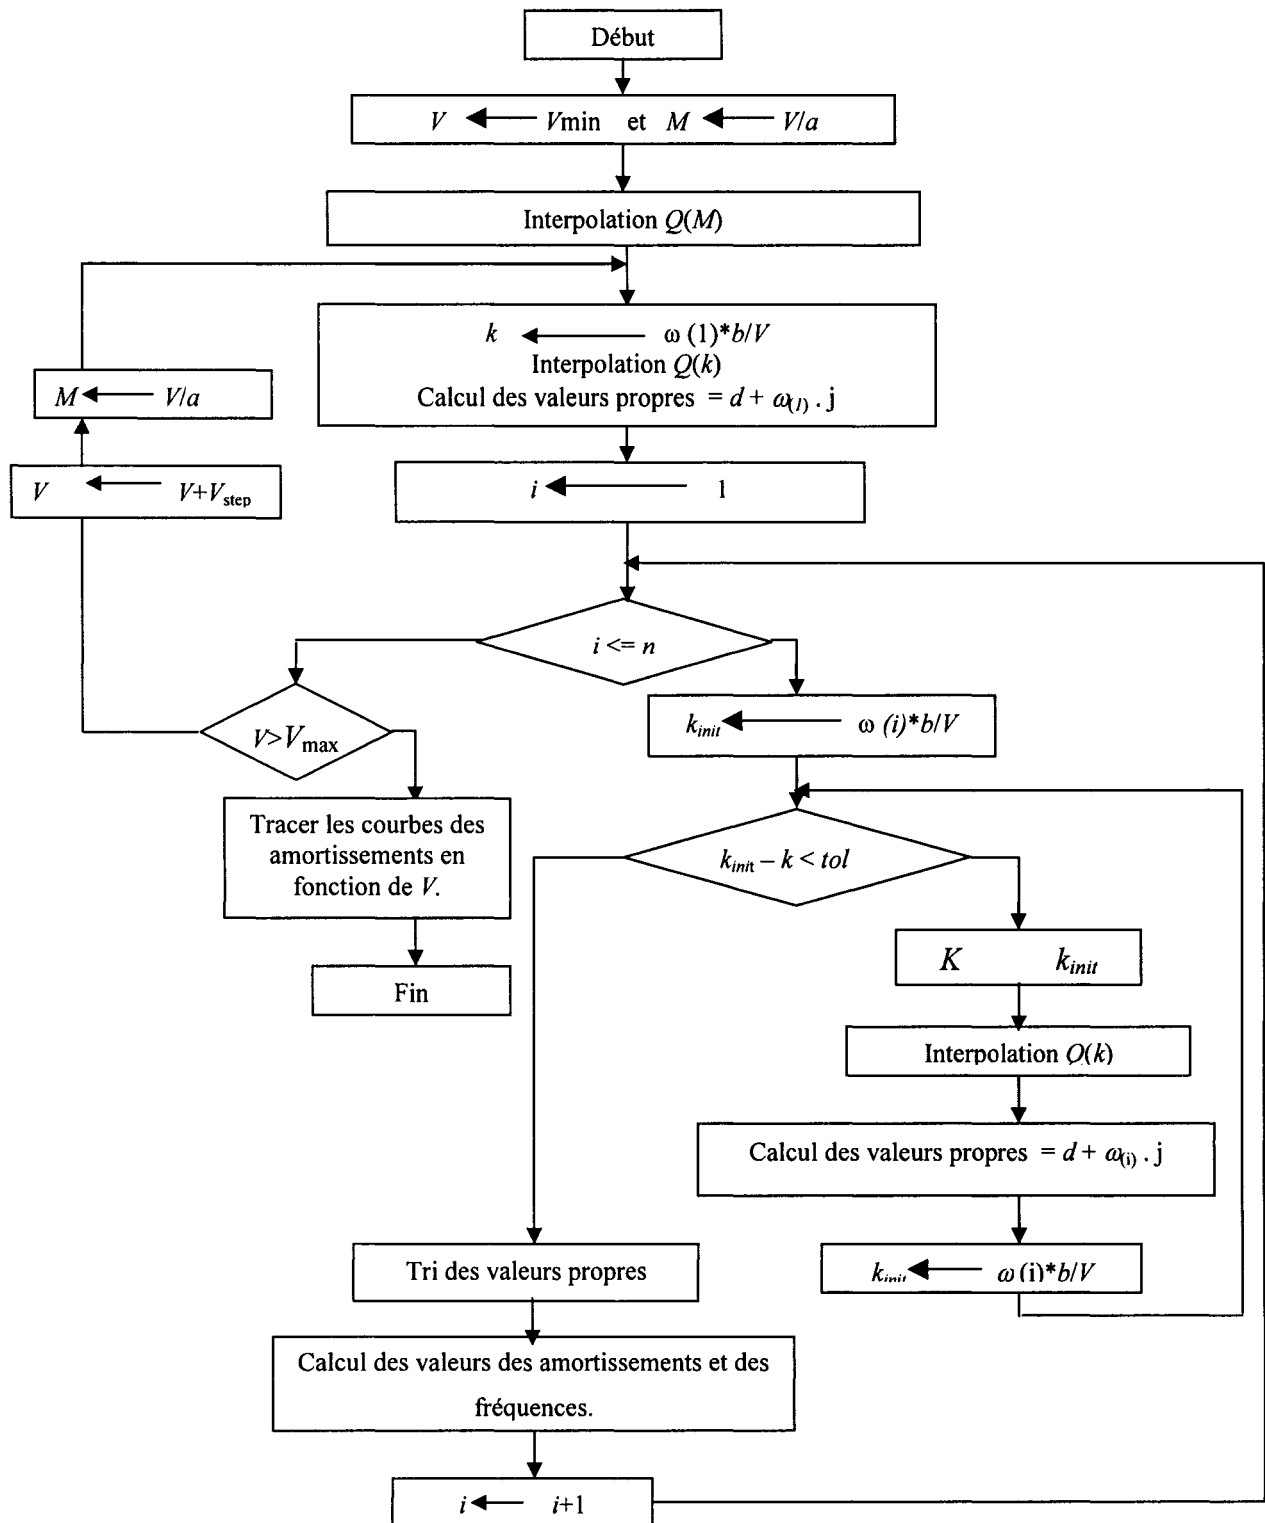 Début
V ← Vmin et M ← V/a
Interpolation Q(M)
k ← ω (1)*b/V
Interpolation Q(k)
Calcul des valeurs propres = d + ω(1) . j
M ← V/a
V ← V+Vstep
i ← 1
i <= n
V>Vmax
kinit ← ω (i)*b/V
Tracer les courbes des
amortissements en
fonction de V.
kinit – k < tol
Fin
K kinit
Interpolation Q(k)
Calcul des valeurs propres = d + ω(i) . j
kinit ← ω (i)*b/V
Tri des valeurs propres
Calcul des valeurs des amortissements et des
fréquences.
i ← i+1